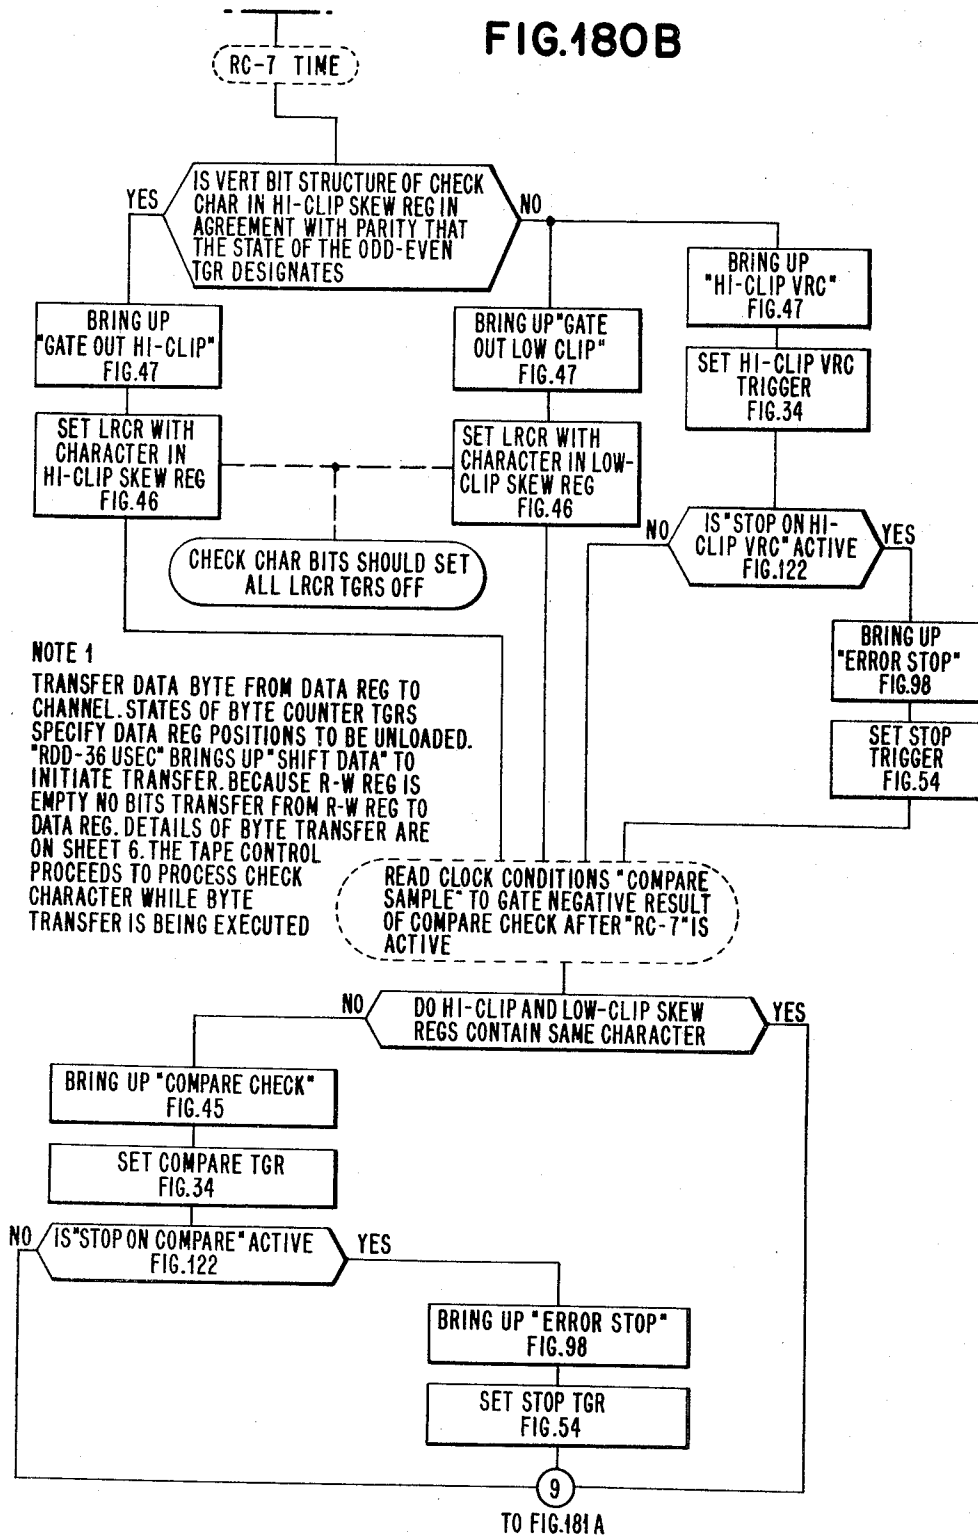 FIG.180B
RC-7 TIME
IS VERT BIT STRUCTURE OF CHECK
CHAR IN HI-CLIP SKEW REG IN
AGREEMENT WITH PARITY THAT
THE STATE OF THE ODD-EVEN
TGR DESIGNATES
YES
NO
BRING UP
"GATE OUT HI-CLIP"
FIG.47
BRING UP "GATE
OUT LOW CLIP"
FIG.47
BRING UP
"HI-CLIP VRC"
FIG.47
SET HI-CLIP VRC
TRIGGER
FIG.34
SET LRCR WITH
CHARACTER IN
HI-CLIP SKEW REG
FIG.46
SET LRCR WITH
CHARACTER IN LOW-
CLIP SKEW REG
FIG.46
CHECK CHAR BITS SHOULD SET
ALL LRCR TGRS OFF
NO
IS "STOP ON HI-
CLIP VRC" ACTIVE
FIG.122
YES
BRING UP
"ERROR STOP"
FIG.98
SET STOP
TRIGGER
FIG.54
NOTE 1
TRANSFER DATA BYTE FROM DATA REG TO
CHANNEL. STATES OF BYTE COUNTER TGRS
SPECIFY DATA REG POSITIONS TO BE UNLOADED.
"RDD-36 USEC" BRINGS UP "SHIFT DATA" TO
INITIATE TRANSFER. BECAUSE R-W REG IS
EMPTY NO BITS TRANSFER FROM R-W REG TO
DATA REG. DETAILS OF BYTE TRANSFER ARE
ON SHEET 6. THE TAPE CONTROL
PROCEEDS TO PROCESS CHECK
CHARACTER WHILE BYTE
TRANSFER IS BEING EXECUTED
READ CLOCK CONDITIONS "COMPARE
SAMPLE" TO GATE NEGATIVE RESULT
OF COMPARE CHECK AFTER "RC-7" IS
ACTIVE
NO
DO HI-CLIP AND LOW-CLIP SKEW
REGS CONTAIN SAME CHARACTER
YES
BRING UP "COMPARE CHECK"
FIG.45
SET COMPARE TGR
FIG.34
NO
IS "STOP ON COMPARE" ACTIVE
FIG.122
YES
BRING UP "ERROR STOP"
FIG.98
SET STOP TGR
FIG.54
9
TO FIG.181A